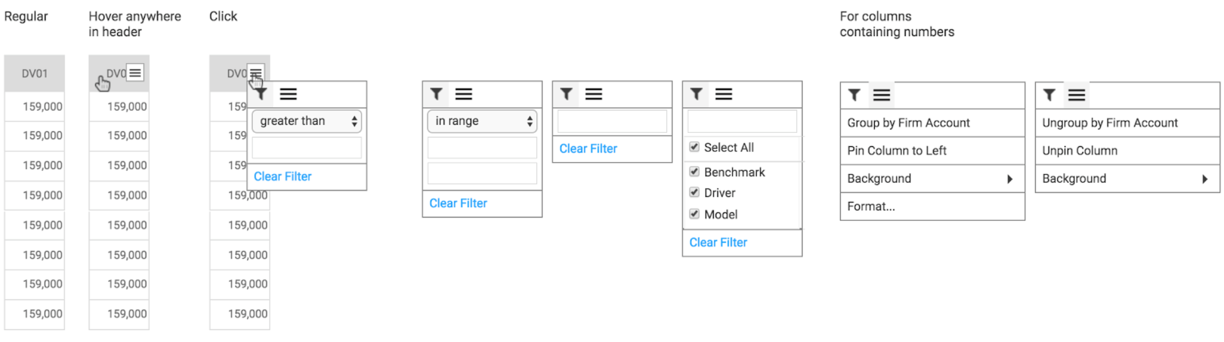 Regular
Hover anywhere
in header
Click
For columns
containing numbers
DV01
159,000
159,000
159,000
159,000
159,000
159,000
159,000
159,000
DV0
159,000
159,000
159,000
159,000
159,000
159,000
159,000
159,000
DV0
159
159
159
159,000
159,000
159,000
159,000
159,000
greater than
Clear Filter
in range
Clear Filter
Clear Filter
Select All
Benchmark
Driver
Model
Clear Filter
Group by Firm Account
Pin Column to Left
Background
Format...
Ungroup by Firm Account
Unpin Column
Background